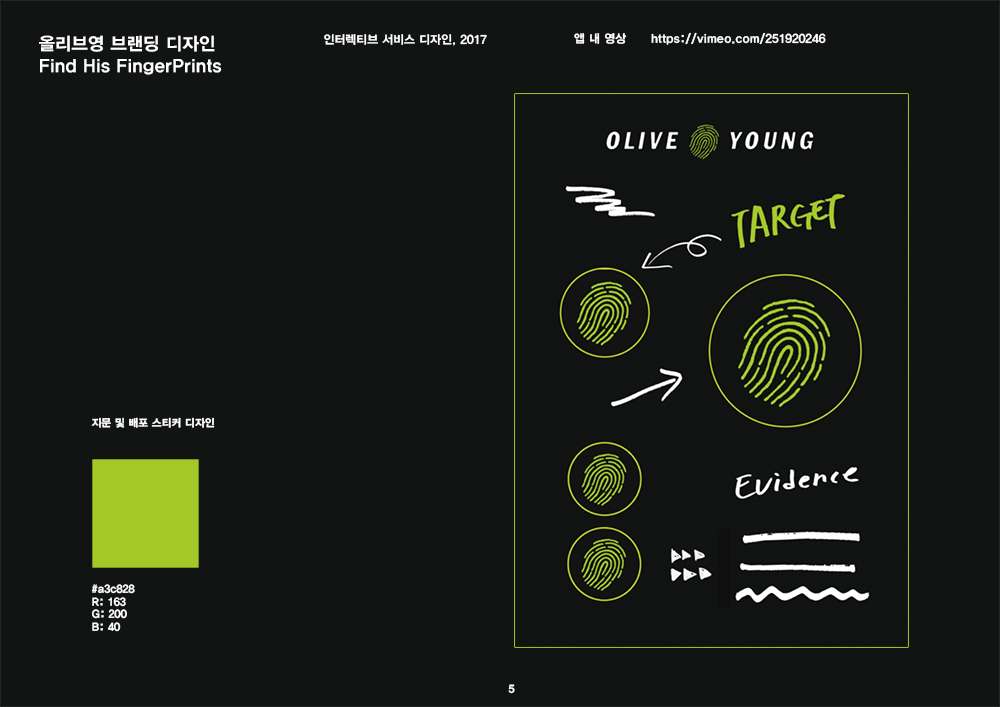 올리브영 브랜딩 디자인
Find His FingerPrints
인터렉티브 서비스 디자인, 2017
앱 내 영상
https://vimeo.com/251920246
OLIVE YOUNG
TARGET
Evidence
지문 및 배포 스티커 디자인
#a3c828
R: 163
G: 200
B: 40
5